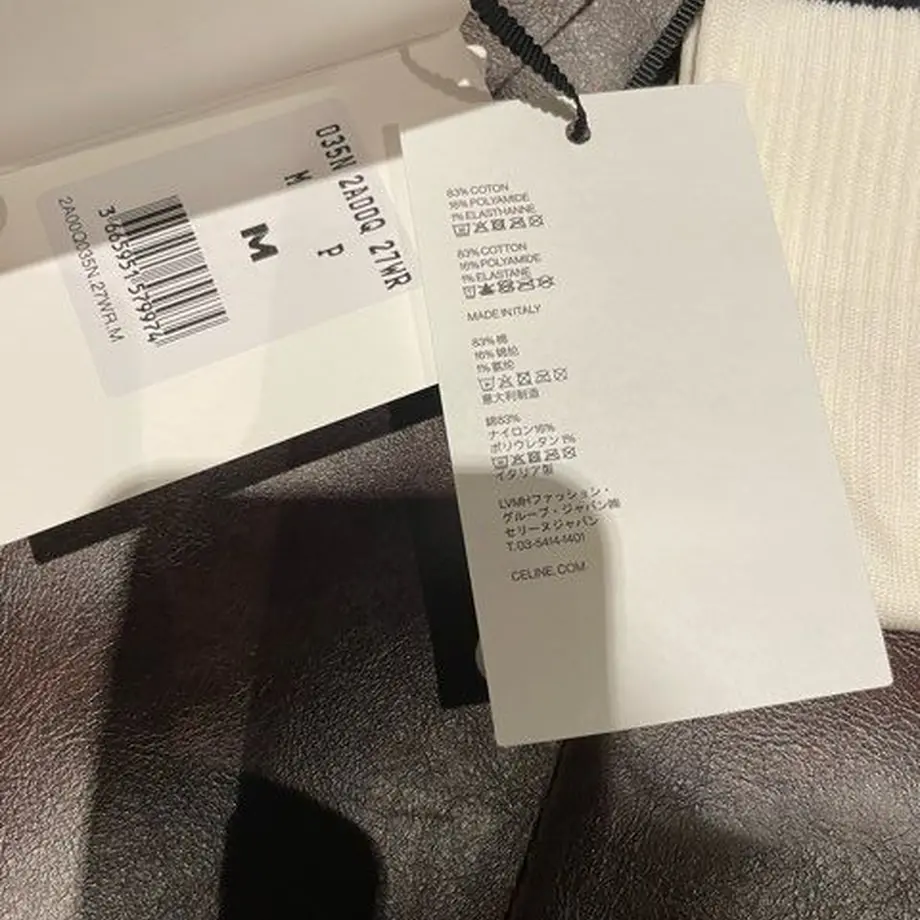 035N 2A00Q 27WR
M P
M
3 605951 579974
2A00Q035N.27WR.M
83% COTON
16% POLYAMIDE
1% ELASTHANNE
83% COTTON
16% POLYAMIDE
1% ELASTANE
MADE IN ITALY
83% 棉
16% 锦纶
1% 氨纶
意大利制造
綿83%
ナイロン16%
ポリウレタン 1%
イタリア製
LVMHファッション・
グループ・ジャパン㈱
セリーヌジャパン
T.03-5414-1401
CELINE.COM